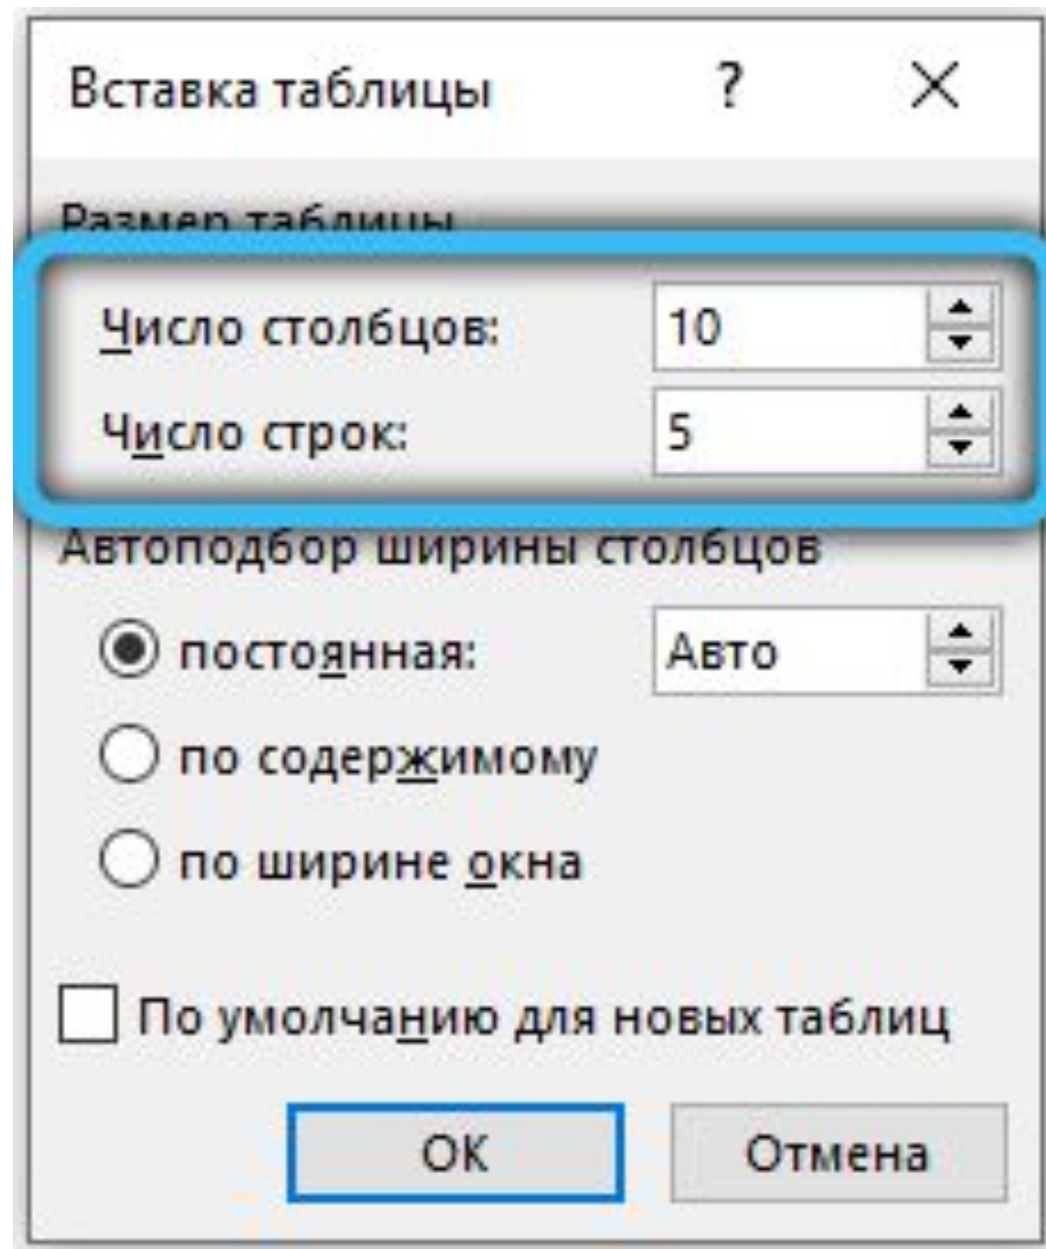 Вставка таблицы ? ×
Размер таблицы
Число столбцов: 10
Число строк: 5
Автоподбор ширины столбцов
постоянная: Авто
по содержимому
по ширине окна
По умолчанию для новых таблиц
ОК Отмена